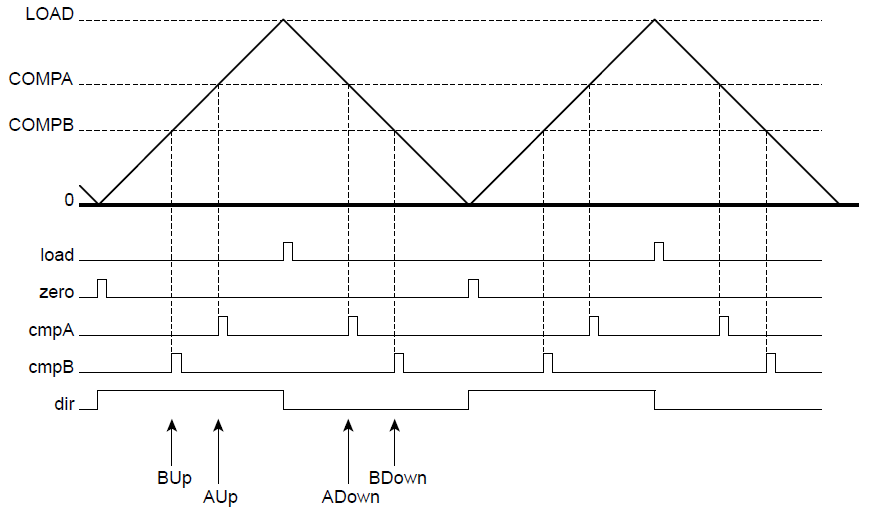 LOAD
COMPA
COMPB
0
load
zero
cmpA
cmpB
dir
BUp
BDown
AUp
ADown